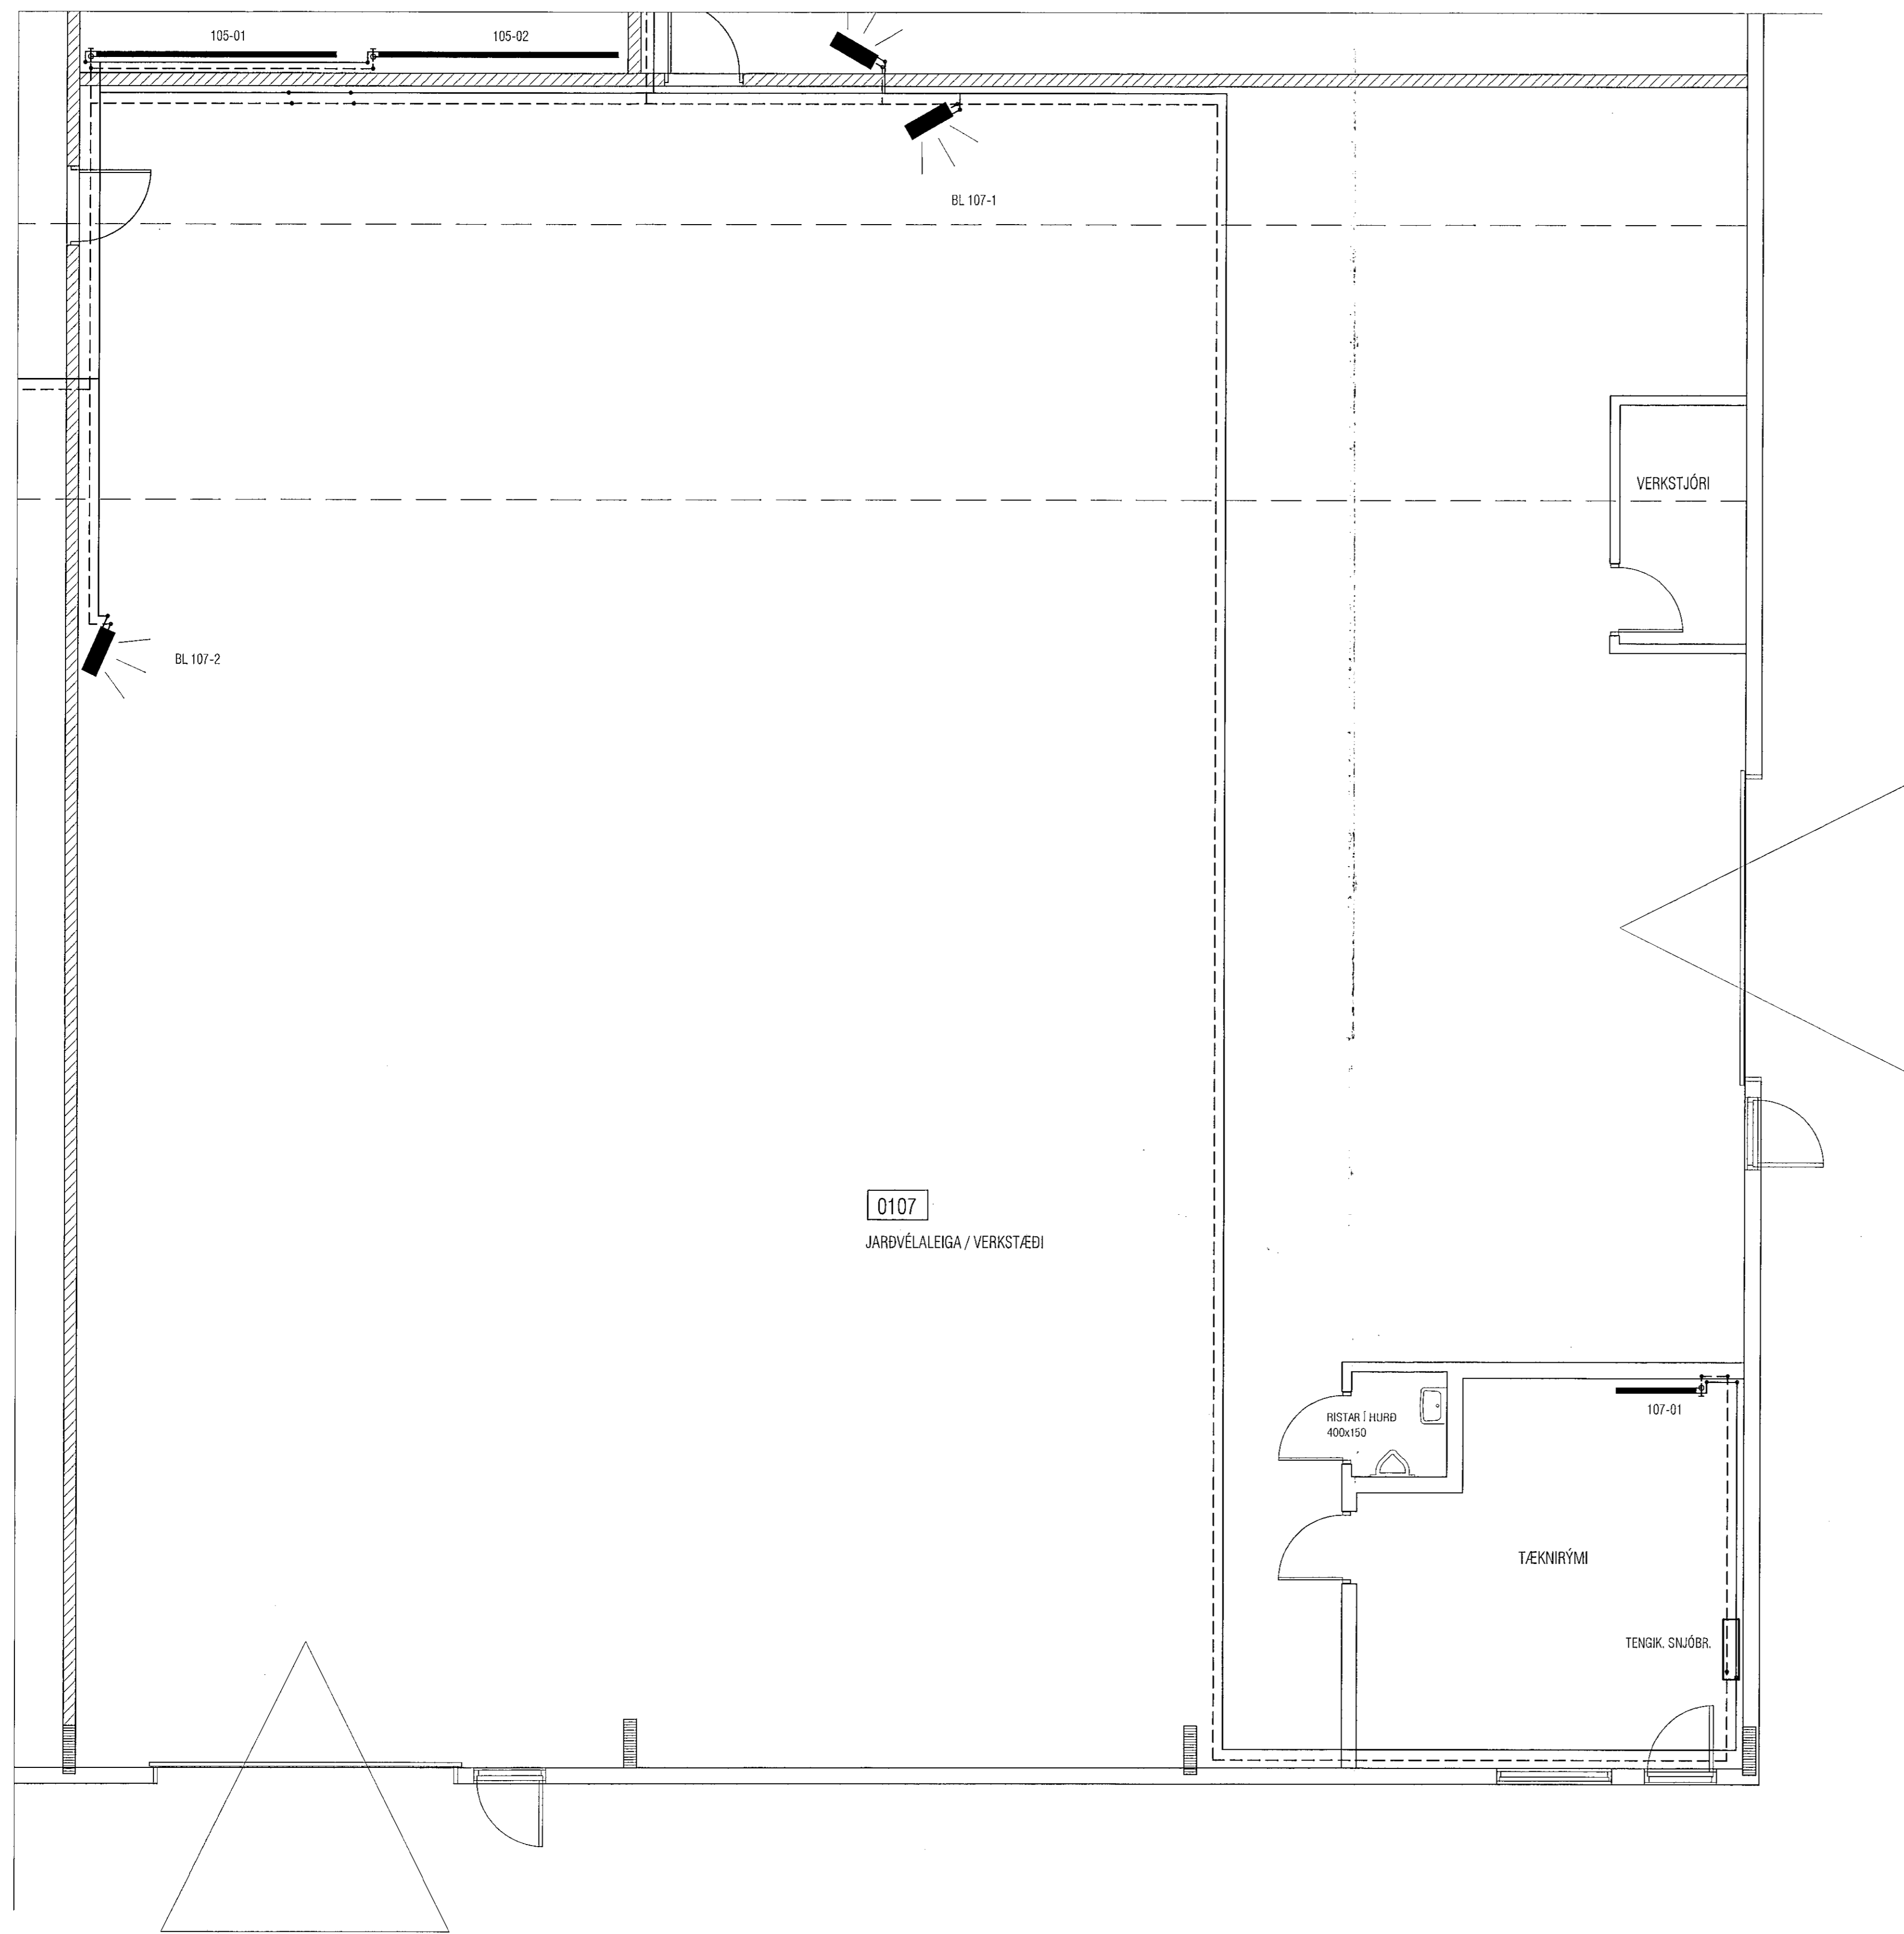 105-01
105-02
BL 107-1
VERKSTJÓRI
BL 107-2
0107
JARÐVÉLALEIGA / VERKSTÆÐI
107-01
RISTAR Í HURÐ
400x150
TÆKNIRÝMI
TENGIK. SNJÓBR.